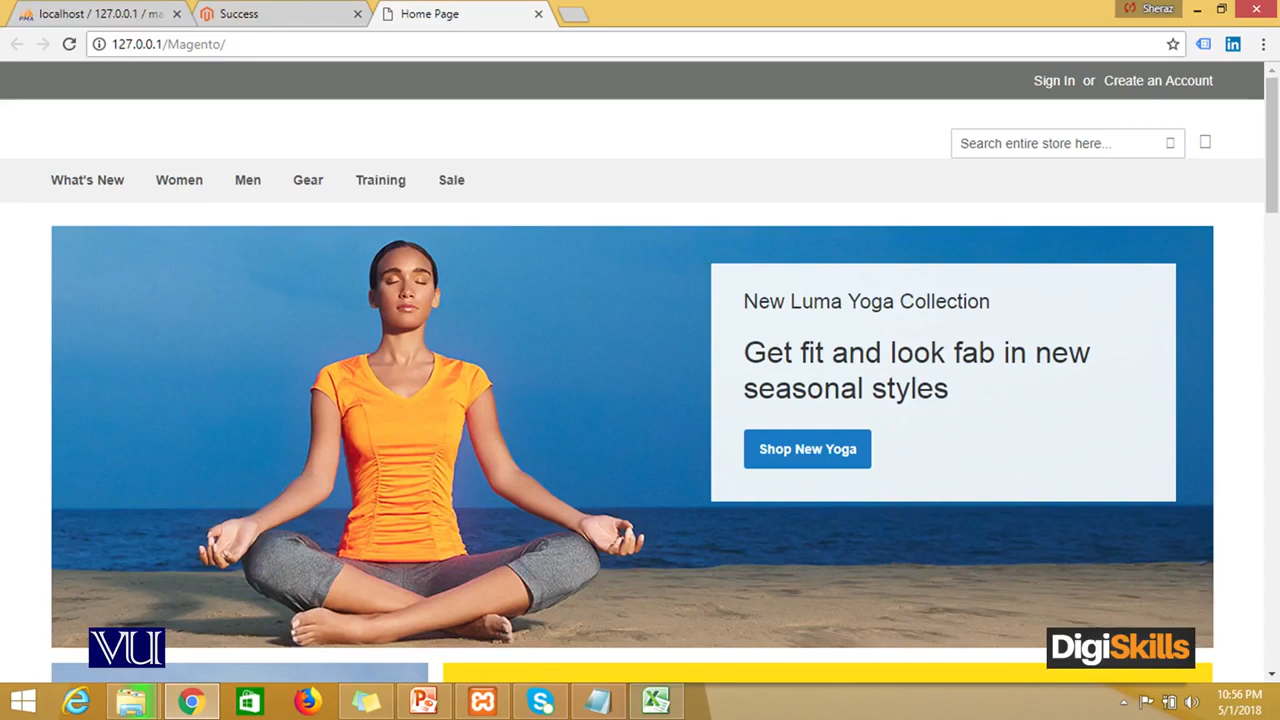 localhost / 127.0.0.1 / ma
Success
Home Page
Sheraz
127.0.0.1/Magento/
Sign In or Create an Account
Search entire store here...
What's New
Women
Men
Gear
Training
Sale
New Luma Yoga Collection
Get fit and look fab in new
seasonal styles
Shop New Yoga
VU
DigiSkills
10:56 PM
5/1/2018